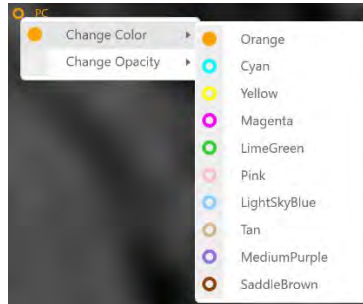 PC
Change Color
Change Opacity
Orange
Cyan
Yellow
Magenta
LimeGreen
Pink
LightSkyBlue
Tan
MediumPurple
SaddleBrown